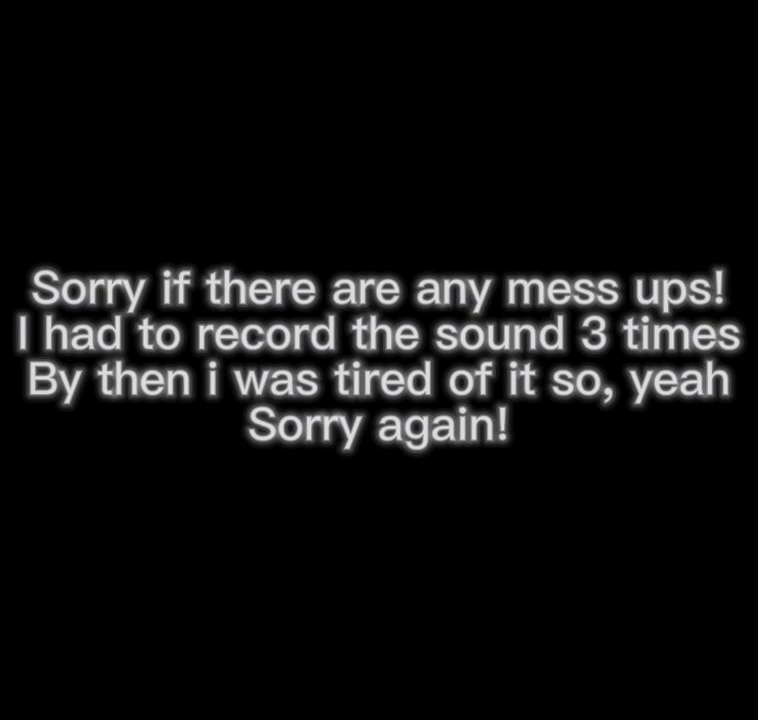 Sorry if there are any mess ups!
I had to record the sound 3 times
By then i was tired of it so, yeah
Sorry again!